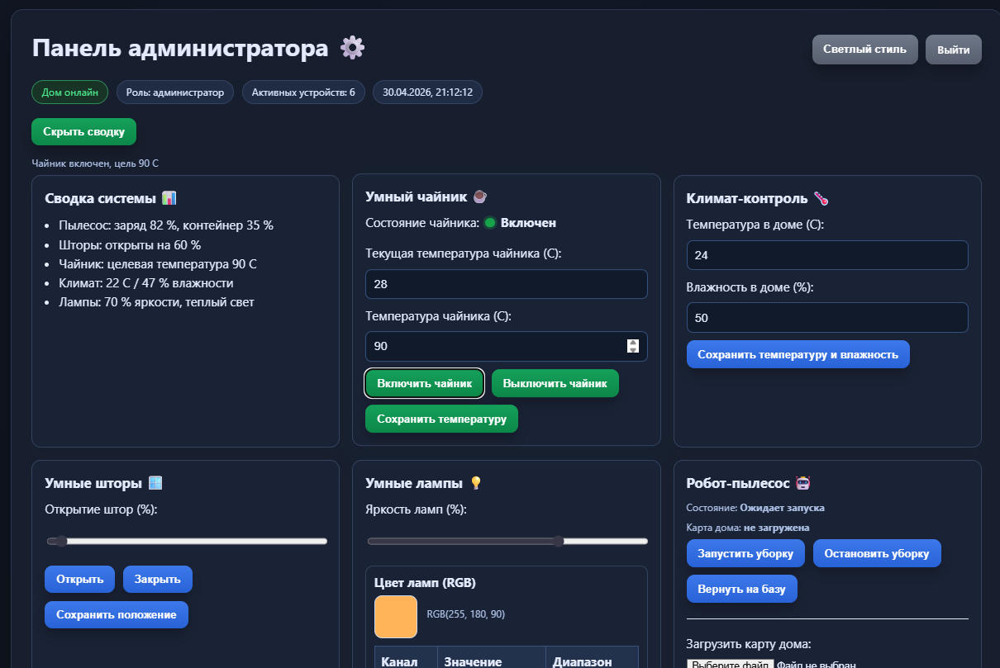 Панель администратора
Светлый стиль
Выйти
Дом онлайн
Роль: администратор
Активных устройств: 6
30.04.2026, 21:12:12
Скрыть сводку
Чайник включен, цель 90 C
Сводка системы
Пылесос: заряд 82 %, контейнер 35 %
Шторы: открыты на 60 %
Чайник: целевая температура 90 C
Климат: 22 C / 47 % влажности
Лампы: 70 % яркости, теплый свет
Умный чайник
Состояние чайника: Включен
Текущая температура чайника (C):
28
Температура чайника (C):
90
Включить чайник
Выключить чайник
Сохранить температуру
Климат-контроль
Температура в доме (C):
24
Влажность в доме (%):
50
Сохранить температуру и влажность
Умные шторы
Открытие штор (%):
Открыть
Закрыть
Сохранить положение
Умные лампы
Яркость ламп (%):
Цвет ламп (RGB)
RGB(255, 180, 90)
Канал
Значение
Диапазон
Робот-пылесос
Состояние: Ожидает запуска
Карта дома: не загружена
Запустить уборку
Остановить уборку
Вернуть на базу
Загрузить карту дома:
Выберите файл
Файл не выбран